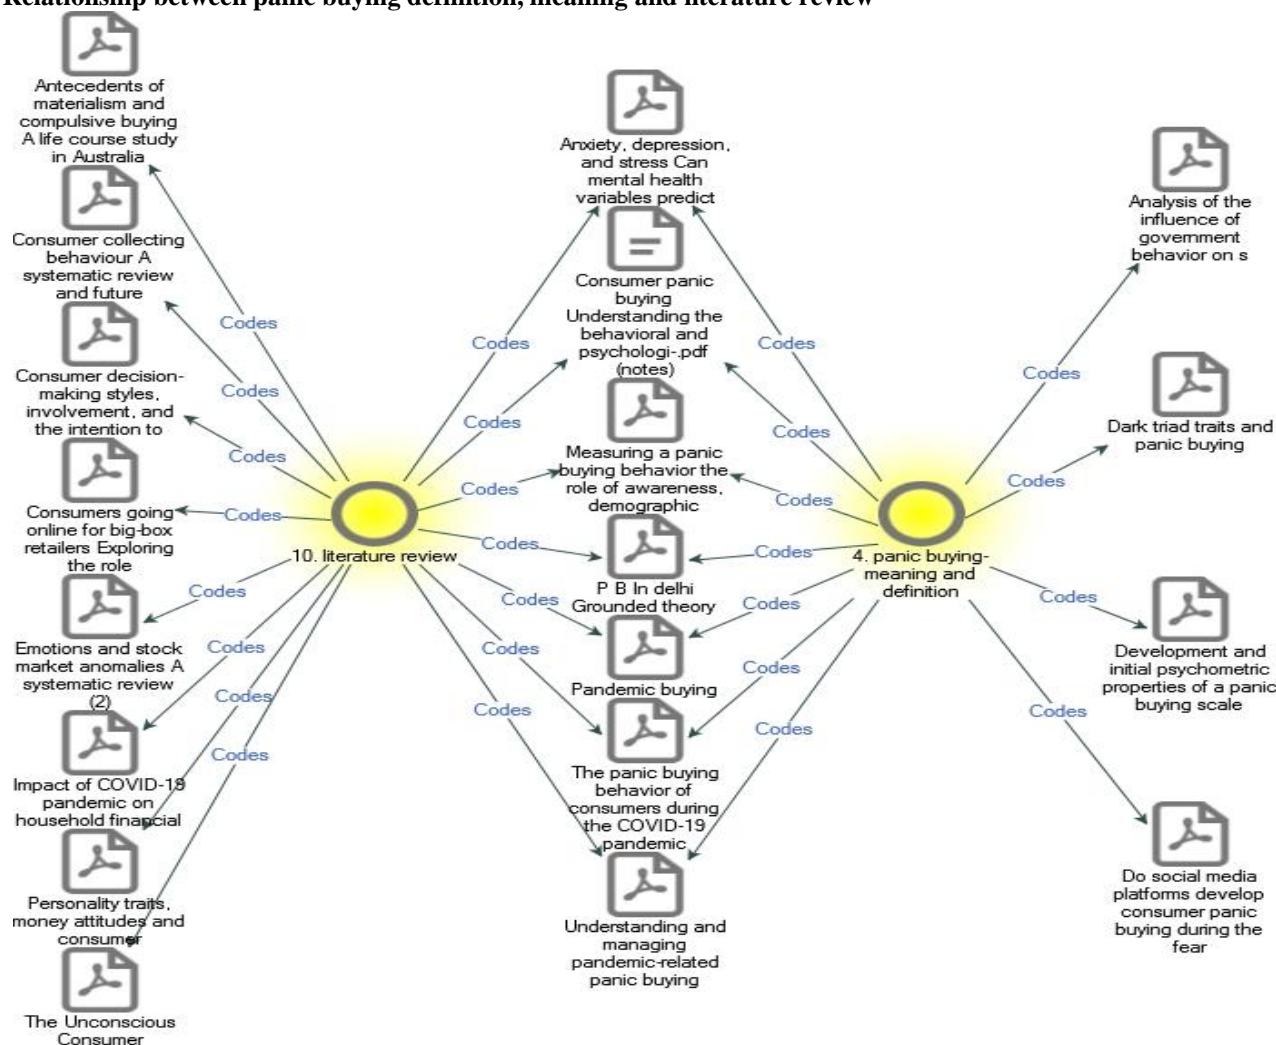 Relationship between panic buying definition, meaning and literature review
Antecedents of
materialism and
compulsive buying
A life course study
in Australia
Consumer collecting
behaviour A
systematic review
and future
Consumer decision-
making styles,
involvement, and
the intention to
Consumers going
online for big-box
retailers Exploring
the role
Emotions and stock
market anomalies A
systematic review
(2)
Impact of COVID-19
pandemic on
household financial
Personality traits,
money attitudes and
consumer
The Unconscious
Consumer
Codes
Codes
Codes
Codes
Codes
Codes
Codes
Codes
10. literature review
Codes
Codes
Codes
Codes
Codes
Codes
Codes
Anxiety, depression,
and stress Can
mental health
variables predict
Consumer panic
buying
Understanding the
behavioral and
psychologi-.pdf
(notes)
Measuring a panic
buying behavior the
role of awareness,
demographic
P B In delhi
Grounded theory
Pandemic buying
The panic buying
behavior of
consumers during
the COVID-19
pandemic
Understanding and
managing
pandemic-related
panic buying
Codes
Codes
Codes
Codes
Codes
Codes
Codes
4. panic buying-
meaning and
definition
Codes
Codes
Codes
Codes
Analysis of the
influence of
government
behavior on s
Dark triad traits and
panic buying
Development and
initial psychometric
properties of a panic
buying scale
Do social media
platforms develop
consumer panic
buying during the
fear